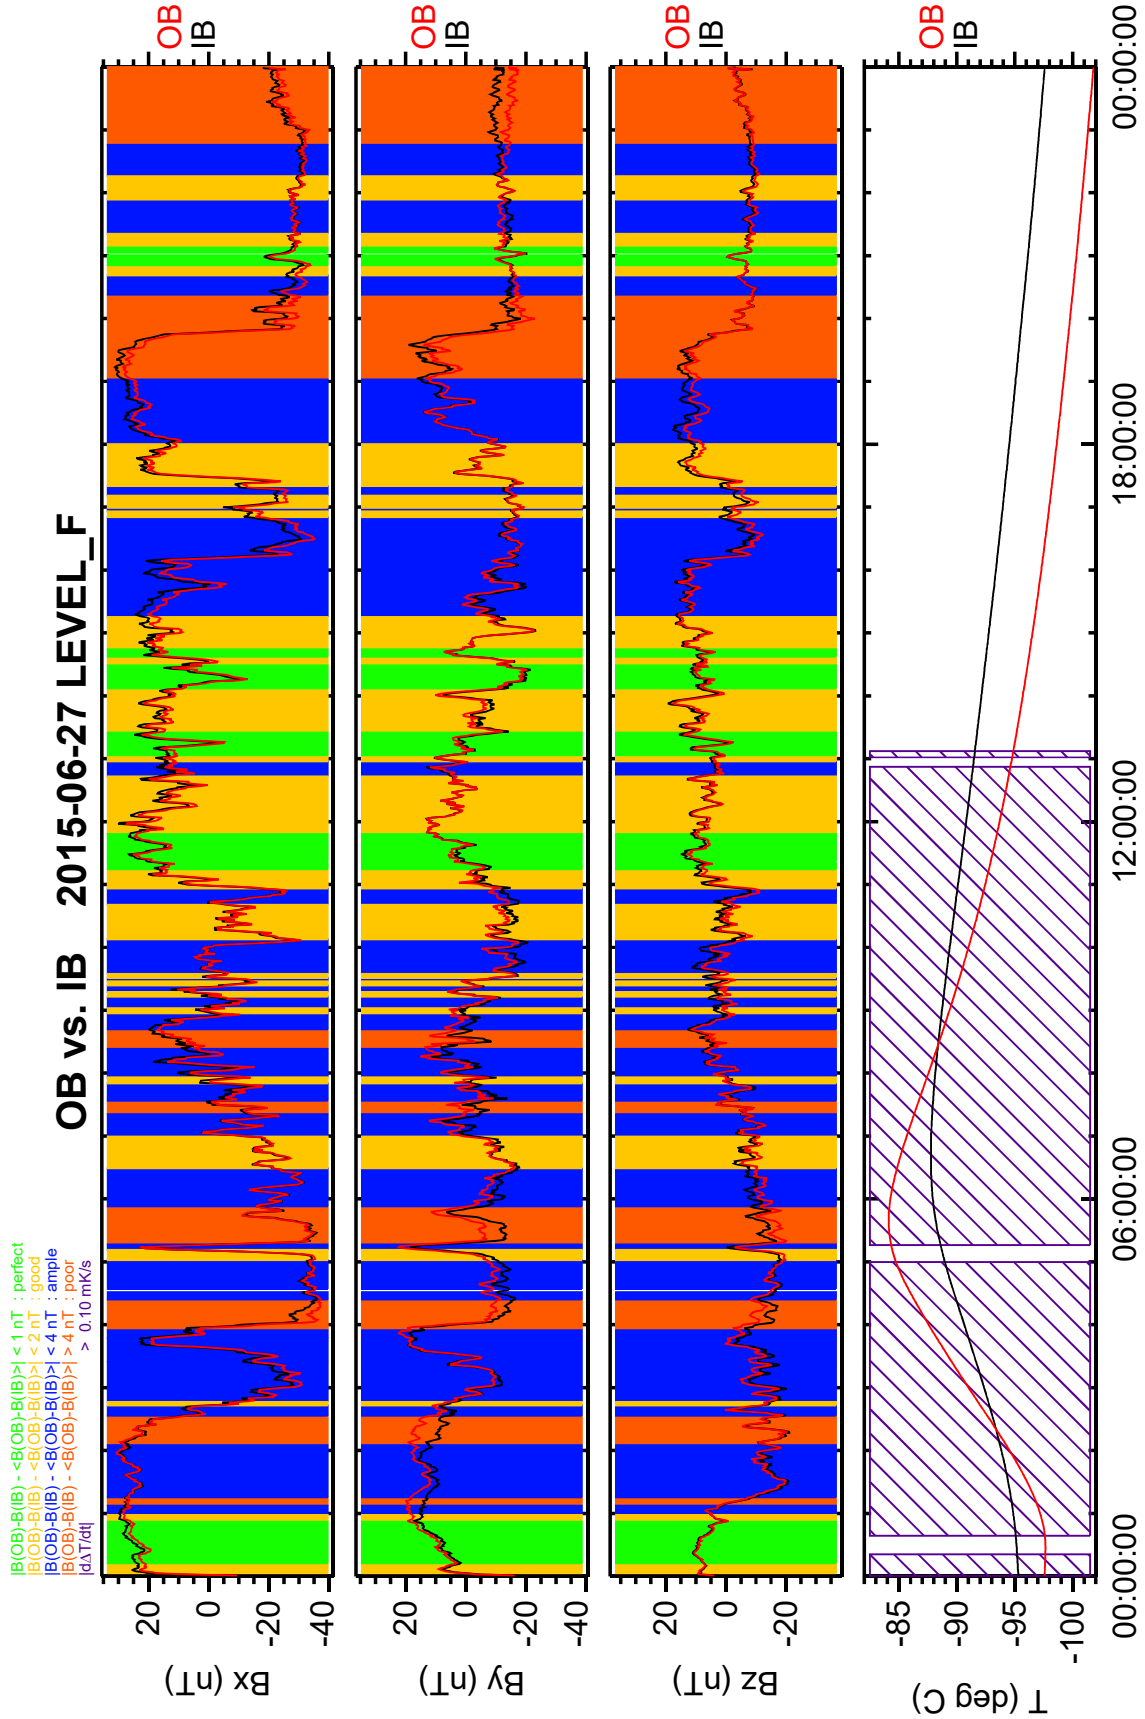 OB vs. IB 2015-06-27 LEVEL_F
|B(OB)-B(IB) - <B(OB)-B(IB)>| < 1 nT : perfect
|B(OB)-B(IB) - <B(OB)-B(IB)>| < 2 nT : good
|B(OB)-B(IB) - <B(OB)-B(IB)>| < 4 nT : ample
|B(OB)-B(IB) - <B(OB)-B(IB)>| > 4 nT : poor
|dΔT/dt| > 0.10 mK/s
Bx (nT)
20
0
-20
-40
OB
IB
By (nT)
20
0
-20
-40
OB
IB
Bz (nT)
20
0
-20
OB
IB
T (deg C)
-85
-90
-95
-100
OB
IB
00:00:00
06:00:00
12:00:00
18:00:00
00:00:00